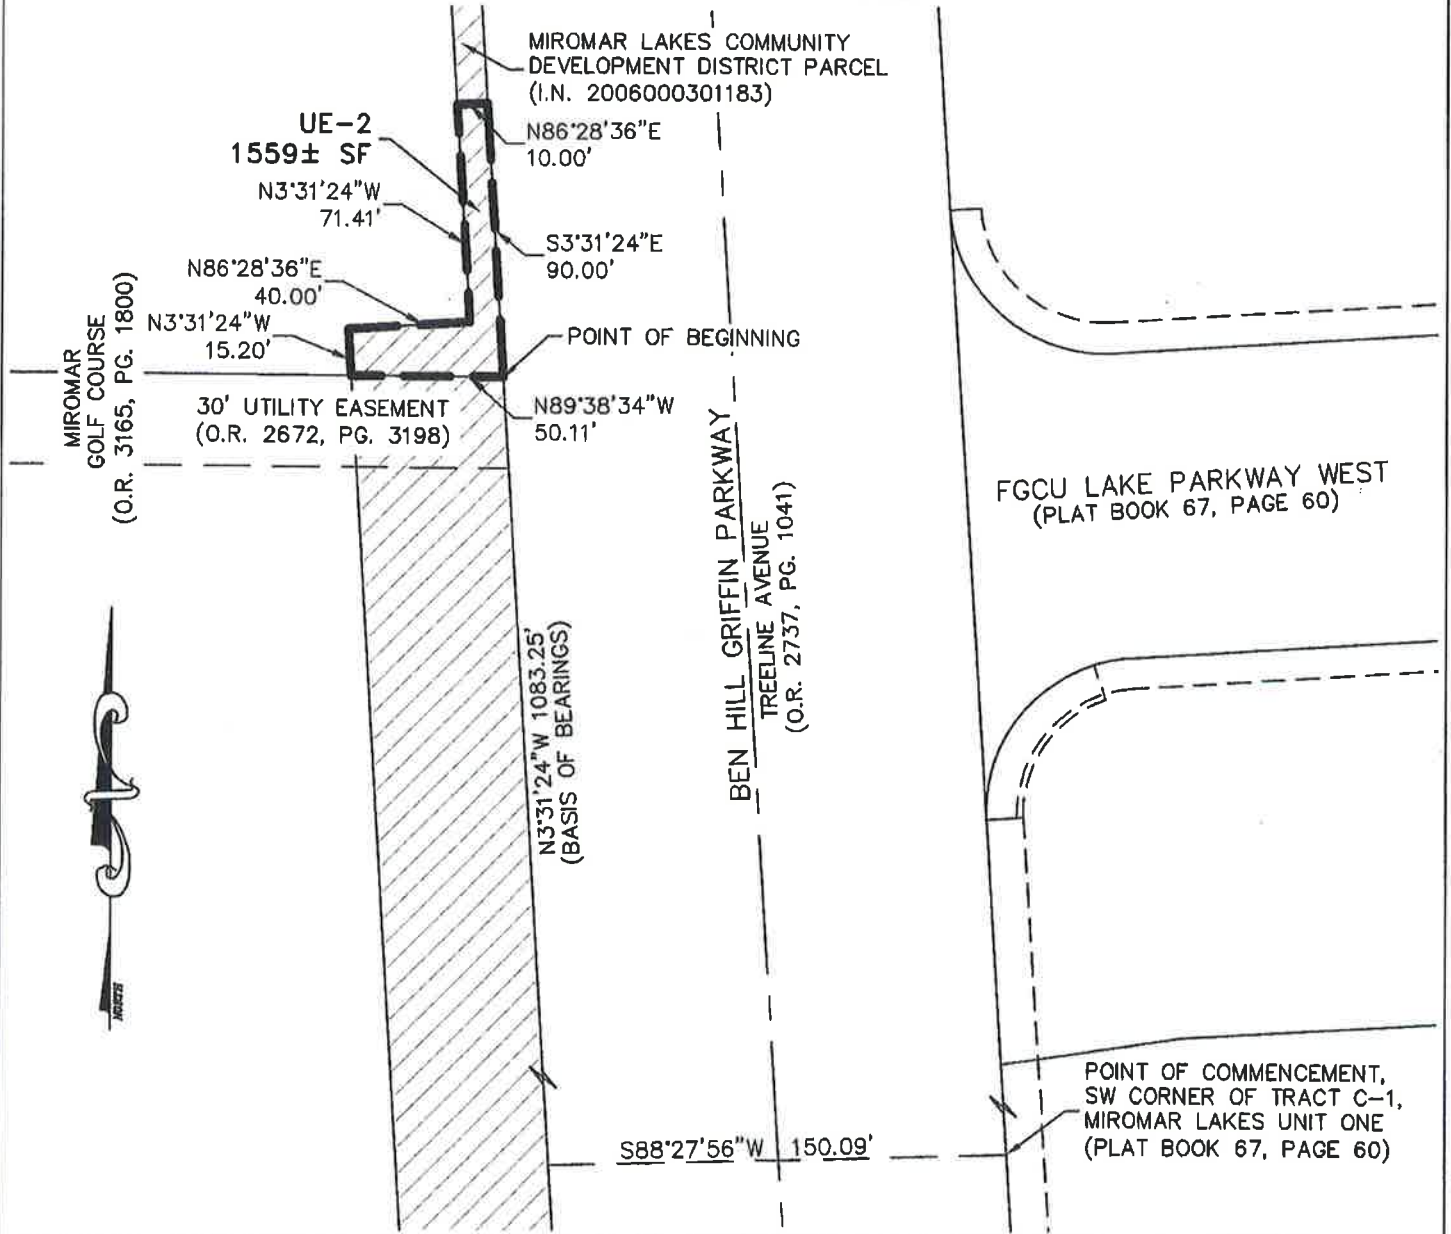 MIROMAR LAKES COMMUNITY
DEVELOPMENT DISTRICT PARCEL
(I.N. 2006000301183)
UE-2
1559± SF
N86°28'36"E
10.00'
N3°31'24"W
71.41'
S3°31'24"E
90.00'
N86°28'36"E
40.00'
N3°31'24"W
15.20'
POINT OF BEGINNING
MIROMAR
GOLF COURSE
(O.R. 3165, PG. 1800)
30' UTILITY EASEMENT
(O.R. 2672, PG. 3198)
N89°38'34"W
50.11'
BEN HILL GRIFFIN PARKWAY
TREELINE AVENUE
(O.R. 2737, PG. 1041)
FGCU LAKE PARKWAY WEST
(PLAT BOOK 67, PAGE 60)
N3°31'24"W 1083.25'
(BASIS OF BEARINGS)
NORTH
POINT OF COMMENCEMENT,
SW CORNER OF TRACT C-1,
MIROMAR LAKES UNIT ONE
(PLAT BOOK 67, PAGE 60)
S88°27'56"W 150.09'